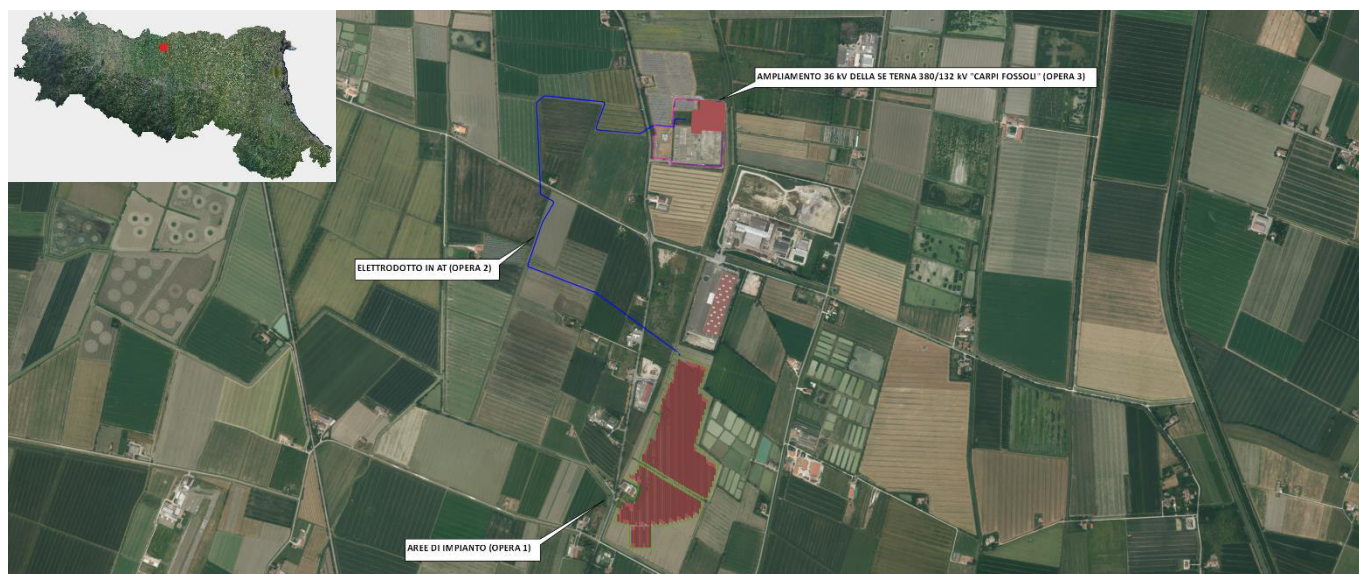 AMPLIAMENTO 36 kV DELLA SE TERNA 380/132 kV "CARPI FOSSOLI" (OPERA 3)
ELETTRODOTTO IN AT (OPERA 2)
AREE DI IMPIANTO (OPERA 1)